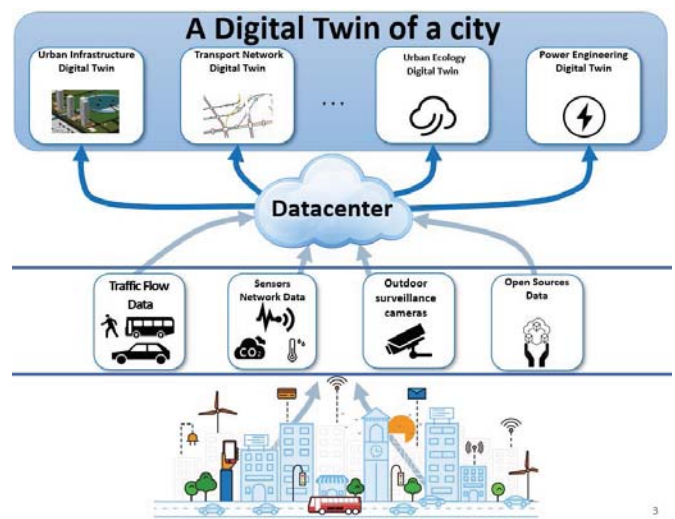 A Digital Twin of a city
Urban Infrastructure
Digital Twin
Transport Network
Digital Twin
...
Urban Ecology
Digital Twin
Power Engineering
Digital Twin
Datacenter
Traffic Flow
Data
Sensors
Network Data
CO₂
Outdoor
surveillance
cameras
Open Sources
Data
3